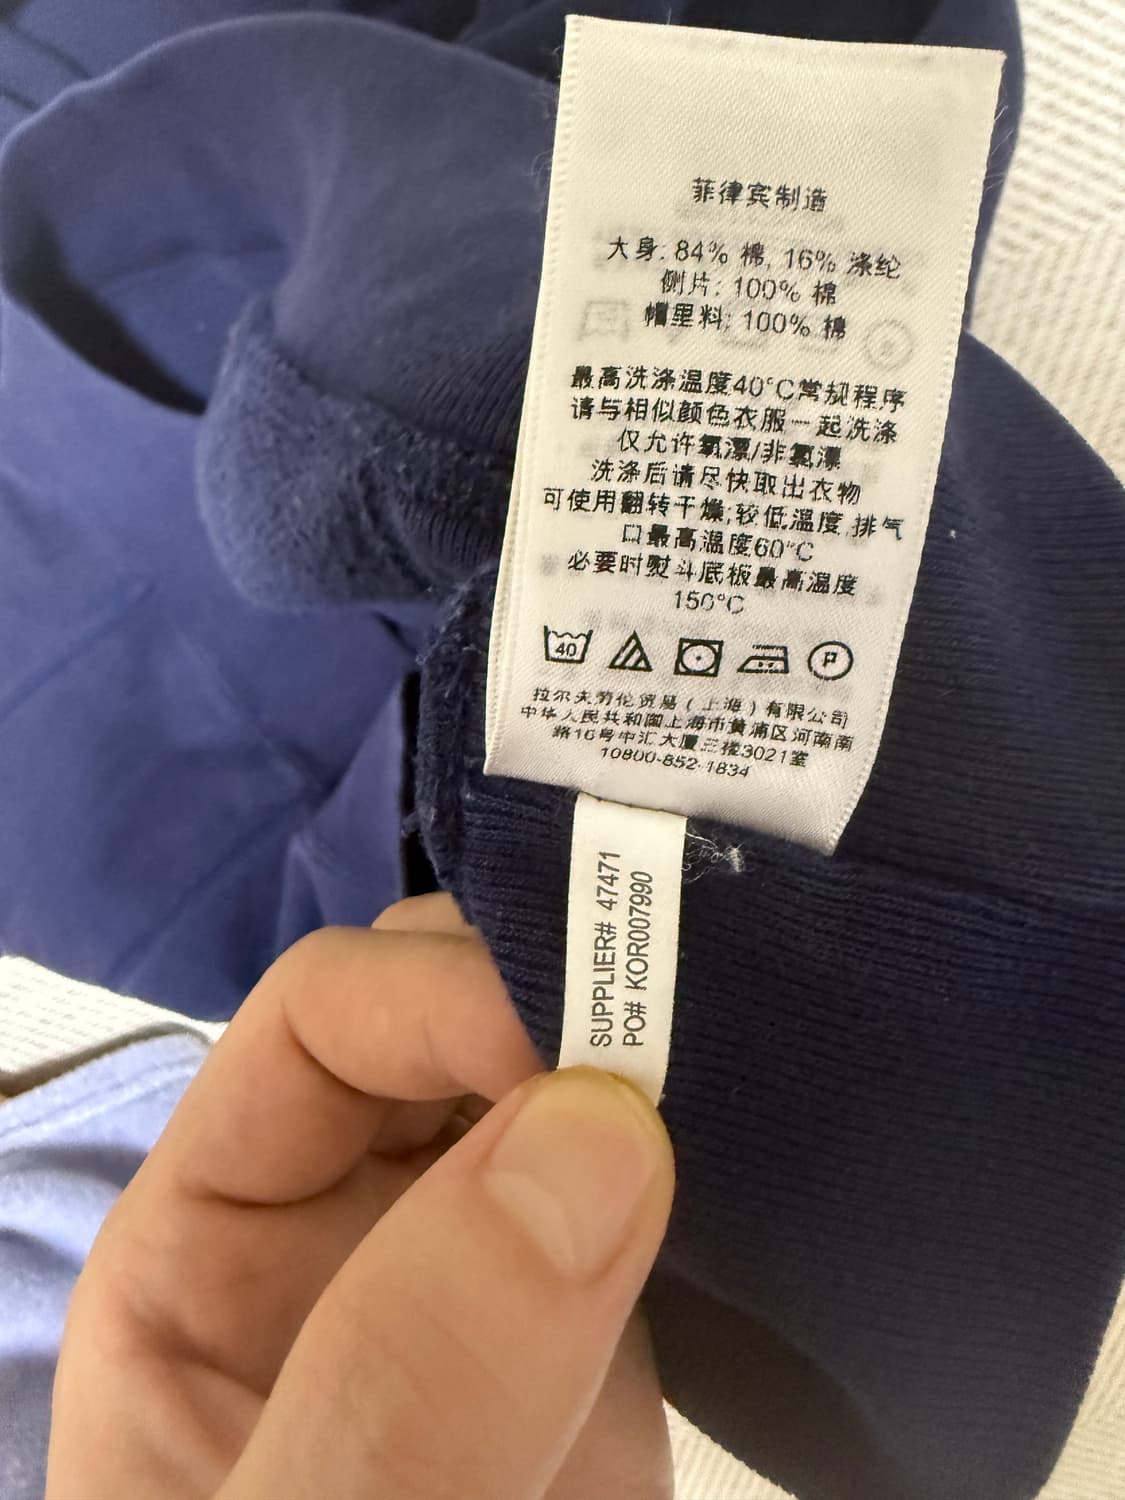 菲律宾制造
大身: 84% 棉, 16% 涤纶
侧片: 100% 棉
帽里料: 100% 棉
最高洗涤温度40°C常规程序
请与相似颜色衣服一起洗涤
仅允许氧漂/非氯漂
洗涤后请尽快取出衣物
可使用翻转干燥;较低温度,排气
口最高温度60°C
必要时熨斗底板最高温度
150°C
40 P
拉尔夫劳伦贸易(上海)有限公司
中华人民共和国上海市黄浦区河南南
路16号中汇大厦三楼3021室
10800-852-1834
SUPPLIER# 47471
PO# KOR007990